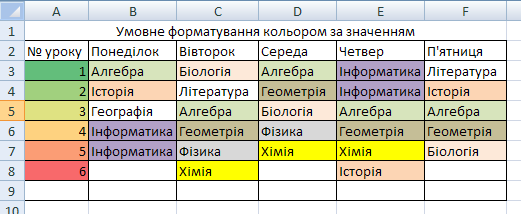 A B C D E F
1 Умовне форматування кольором за значенням
2 № уроку Понеділок Вівторок Середа Четвер П'ятниця
3 1 Алгебра Біологія Алгебра Інформатика Література
4 2 Історія Література Геометрія Інформатика Історія
5 3 Географія Алгебра Біологія Алгебра Алгебра
6 4 Інформатика Геометрія Фізика Геометрія Геометрія
7 5 Інформатика Фізика Хімія Хімія Біологія
8 6 Хімія Історія
9
10